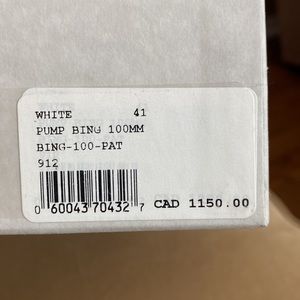 WHITE 41
PUMP BING 100MM
BING-100-PAT
912
0 60043 70432 7 CAD 1150.00